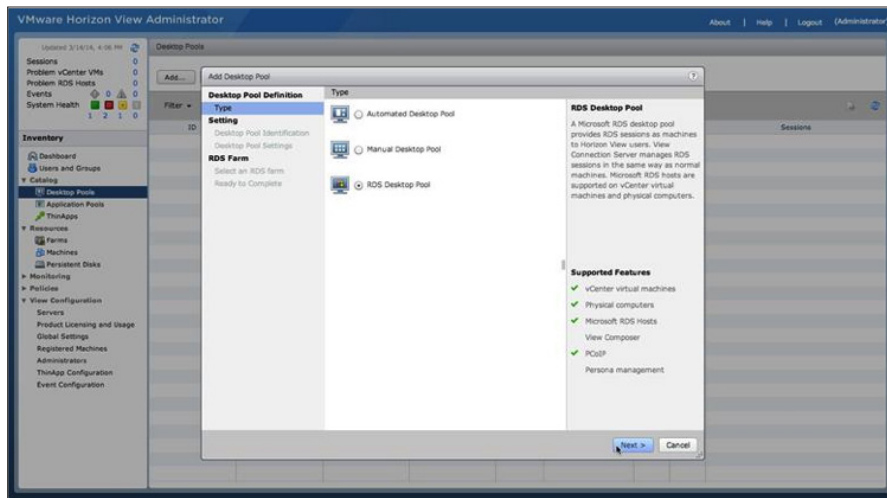 VMware Horizon View Administrator
About | Help | Logout (Administrator
Updated 3/14/14, 4:08 PM
Sessions 0
Problem vCenter VMs 0
Problem RDS Hosts 0
Events 0 0
System Health
1 2 1 0
Inventory
Dashboard
Users and Groups
Catalog
Desktop Pools
Application Pools
ThinApps
Resources
Farms
Machines
Persistent Disks
Monitoring
Policies
View Configuration
Servers
Product Licensing and Usage
Global Settings
Registered Machines
Administrators
ThinApp Configuration
Event Configuration
Desktop Pools
Add...
Filter
ID
Sessions
Add Desktop Pool
?
Desktop Pool Definition
Type
Setting
Desktop Pool Identification
Desktop Pool Settings
RDS Farm
Select an RDS farm
Ready to Complete
Type
Automated Desktop Pool
Manual Desktop Pool
RDS Desktop Pool
RDS Desktop Pool
A Microsoft RDS desktop pool
provides RDS sessions as machines
to Horizon View users. View
Connection Server manages RDS
sessions in the same way as normal
machines. Microsoft RDS hosts are
supported on vCenter virtual
machines and physical computers.
Supported Features
vCenter virtual machines
Physical computers
Microsoft RDS Hosts
View Composer
PCoIP
Persona management
Next >
Cancel